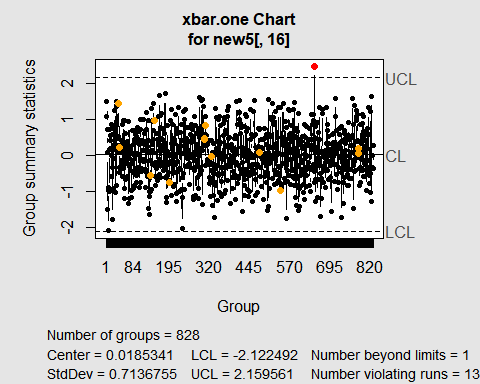 xbar.one Chart
for new5[, 16]
Group summary statistics
2
1
0
-1
-2
UCL
CL
LCL
1 84 195 320 445 570 695 820
Group
Number of groups = 828
Center = 0.0185341 LCL = -2.122492 Number beyond limits = 1
StdDev = 0.7136755 UCL = 2.159561 Number violating runs = 13